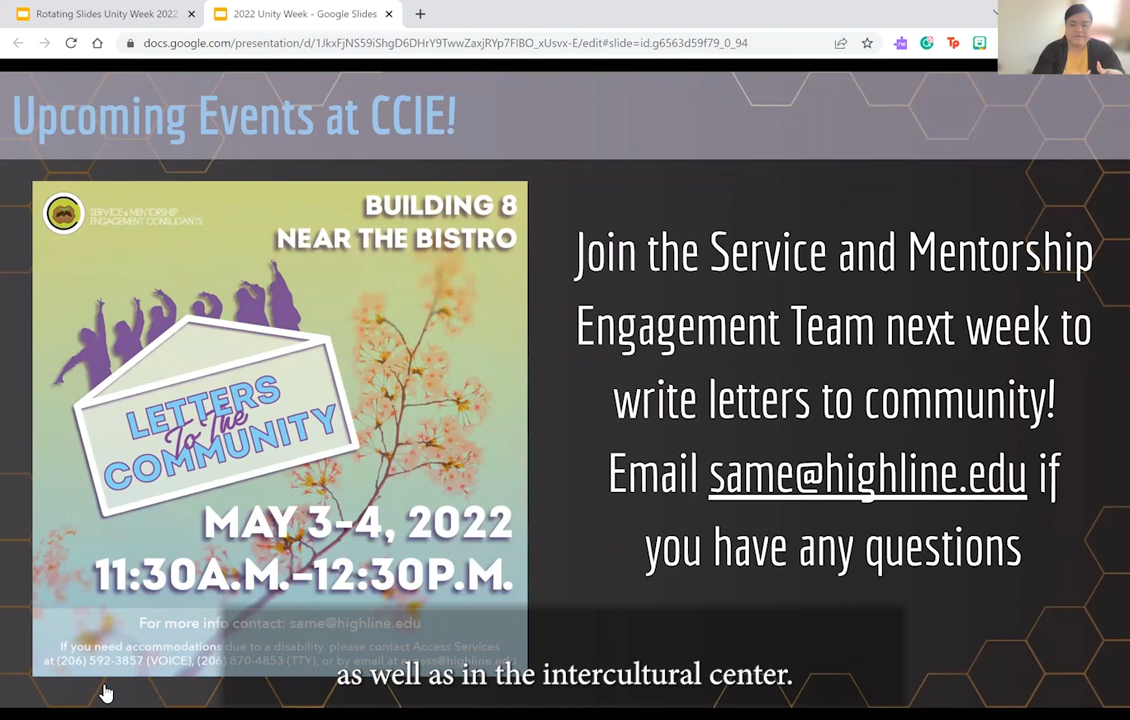 Rotating Slides Unity Week 2022
2022 Unity Week - Google Slides
docs.google.com/presentation/d/1JkxFjNS59iShgD6DHrY9TwwZaxjRYp7FlBO_xUsvx-E/edit#slide=id.g6563d59f79_0_94
Tp
Upcoming Events at CCIE!
SERVICE & MENTORSHIP
ENGAGEMENT CONSULTANTS
BUILDING 8
NEAR THE BISTRO
LETTERS
To The
COMMUNITY
MAY 3-4, 2022
11:30A.M.-12:30P.M.
For more info contact: same@highline.edu
If you need accommodations due to a disability, please contact Access Services
at (206) 592-3857 (VOICE), (206) 870-4853 (TTY), or by email at
Join the Service and Mentorship
Engagement Team next week to
write letters to community!
Email same@highline.edu if
you have any questions
as well as in the intercultural center.